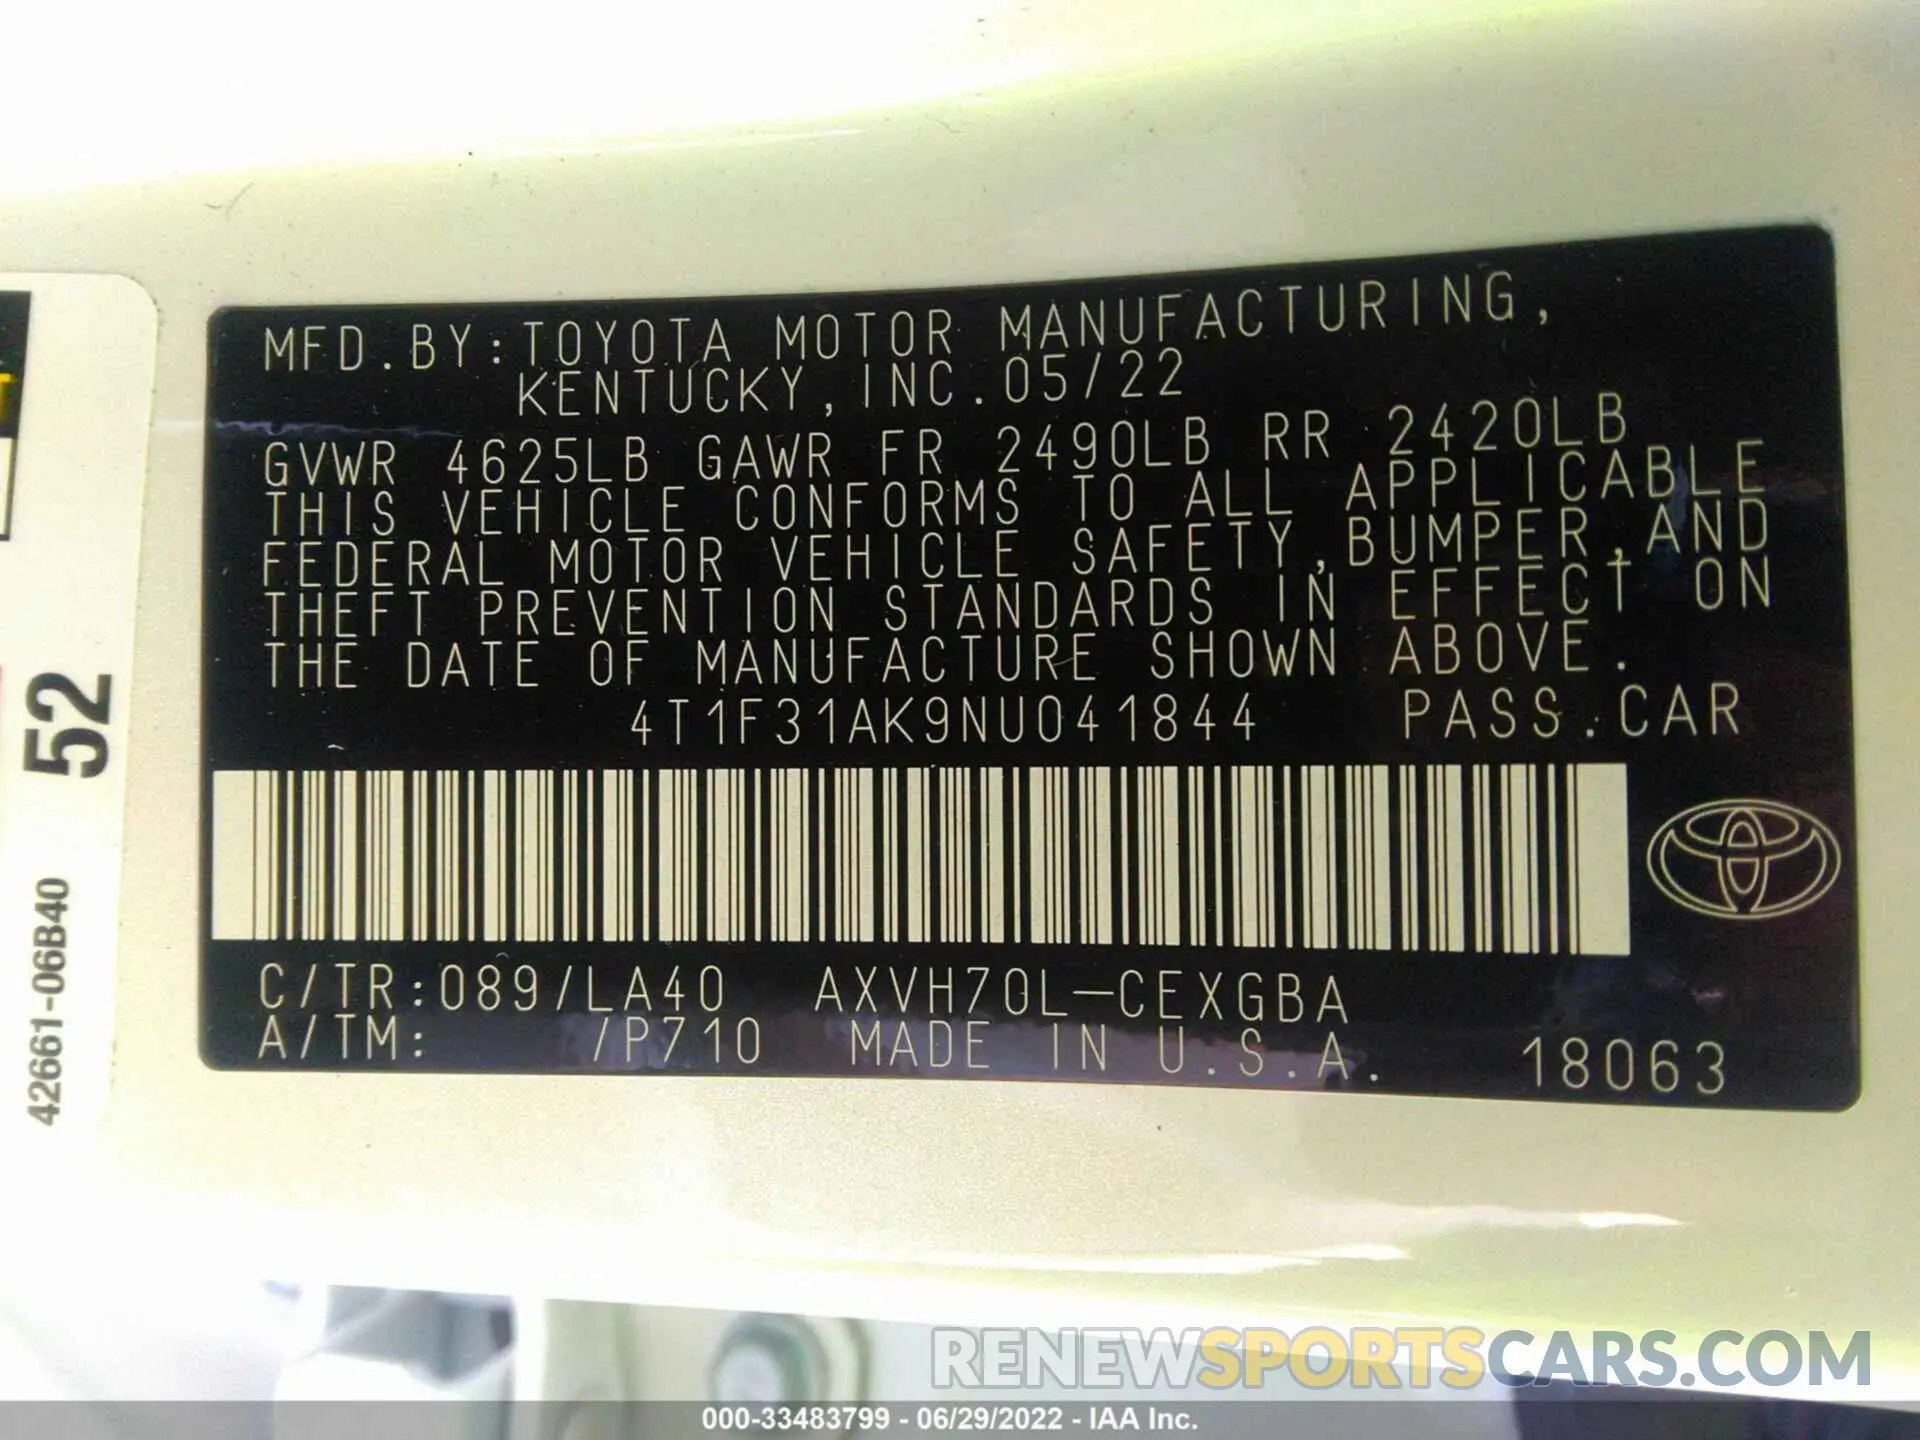 MFD.BY:TOYOTA MOTOR MANUFACTURING,
KENTUCKY, INC. 05/22
GVWR 4625LB GAWR FR 2490LB RR 2420LB
THIS VEHICLE CONFORMS TO ALL APPLICABLE
FEDERAL MOTOR VEHICLE SAFETY,BUMPER,AND
THEFT PREVENTION STANDARDS IN EFFECT ON
THE DATE OF MANUFACTURE SHOWN ABOVE.
4T1F31AK9NU041844 PASS.CAR
C/TR:089/LA40 AXVH70L-CEXGBA
A/TM: /P710 MADE IN U.S.A. 18063
52
42661-06B40
RENEWSPORTSCARS.COM
000-33483799 - 06/29/2022 - IAA Inc.